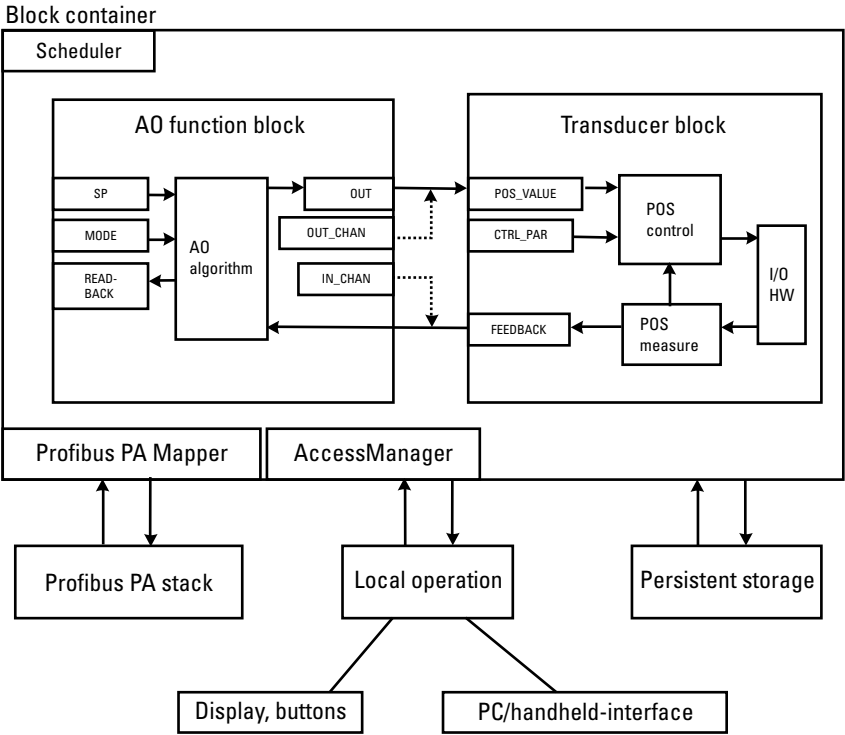 Block container
Scheduler
AO function block
Transducer block
SP
OUT
POS_VALUE
POS
control
MODE
AO
algorithm
OUT_CHAN
CTRL_PAR
READ-
BACK
IN_CHAN
I/O
HW
FEEDBACK
POS
measure
Profibus PA Mapper
AccessManager
Profibus PA stack
Local operation
Persistent storage
Display, buttons
PC/handheld-interface